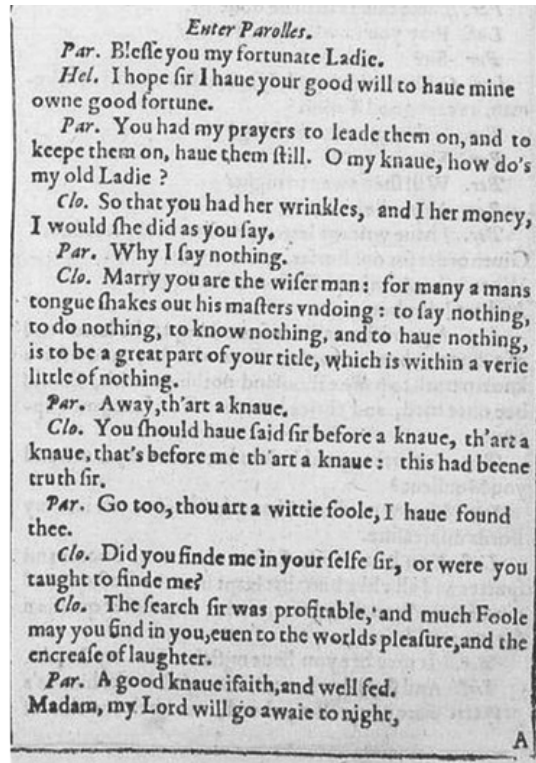 Enter Parolles.
Par. Bleſſe you my fortunate Ladie.
Hel. I hope ſir I haue your good will to haue mine
owne good fortune.
Par. You had my prayers to leade them on, and to
keepe them on, haue them ſtill. O my knaue, how do's
my old Ladie ?
Clo. So that you had her wrinkles, and I her money,
I would ſhe did as you ſay.
Par. Why I ſay nothing.
Clo. Marry you are the wiſer man : for many a mans
tongue ſhakes out his maſters vndoing : to ſay nothing,
to do nothing, to know nothing, and to haue nothing,
is to be a great part of your title, which is within a verie
little of nothing.
Par. Away, th'art a knaue.
Clo. You ſhould haue ſaid ſir before a knaue, th'art a
knaue, that's before me th'art a knaue : this had beene
truth ſir.
Par. Go too, thou art a wittie foole, I haue found
thee.
Clo. Did you finde me in your ſelfe ſir, or were you
taught to finde me?
Clo. The ſearch ſir was profitable, and much Foole
may you find in you, euen to the worlds pleaſure, and the
encreaſe of laughter.
Par. A good knaue ifaith, and well fed.
Madam, my Lord will go awaie to night,
A